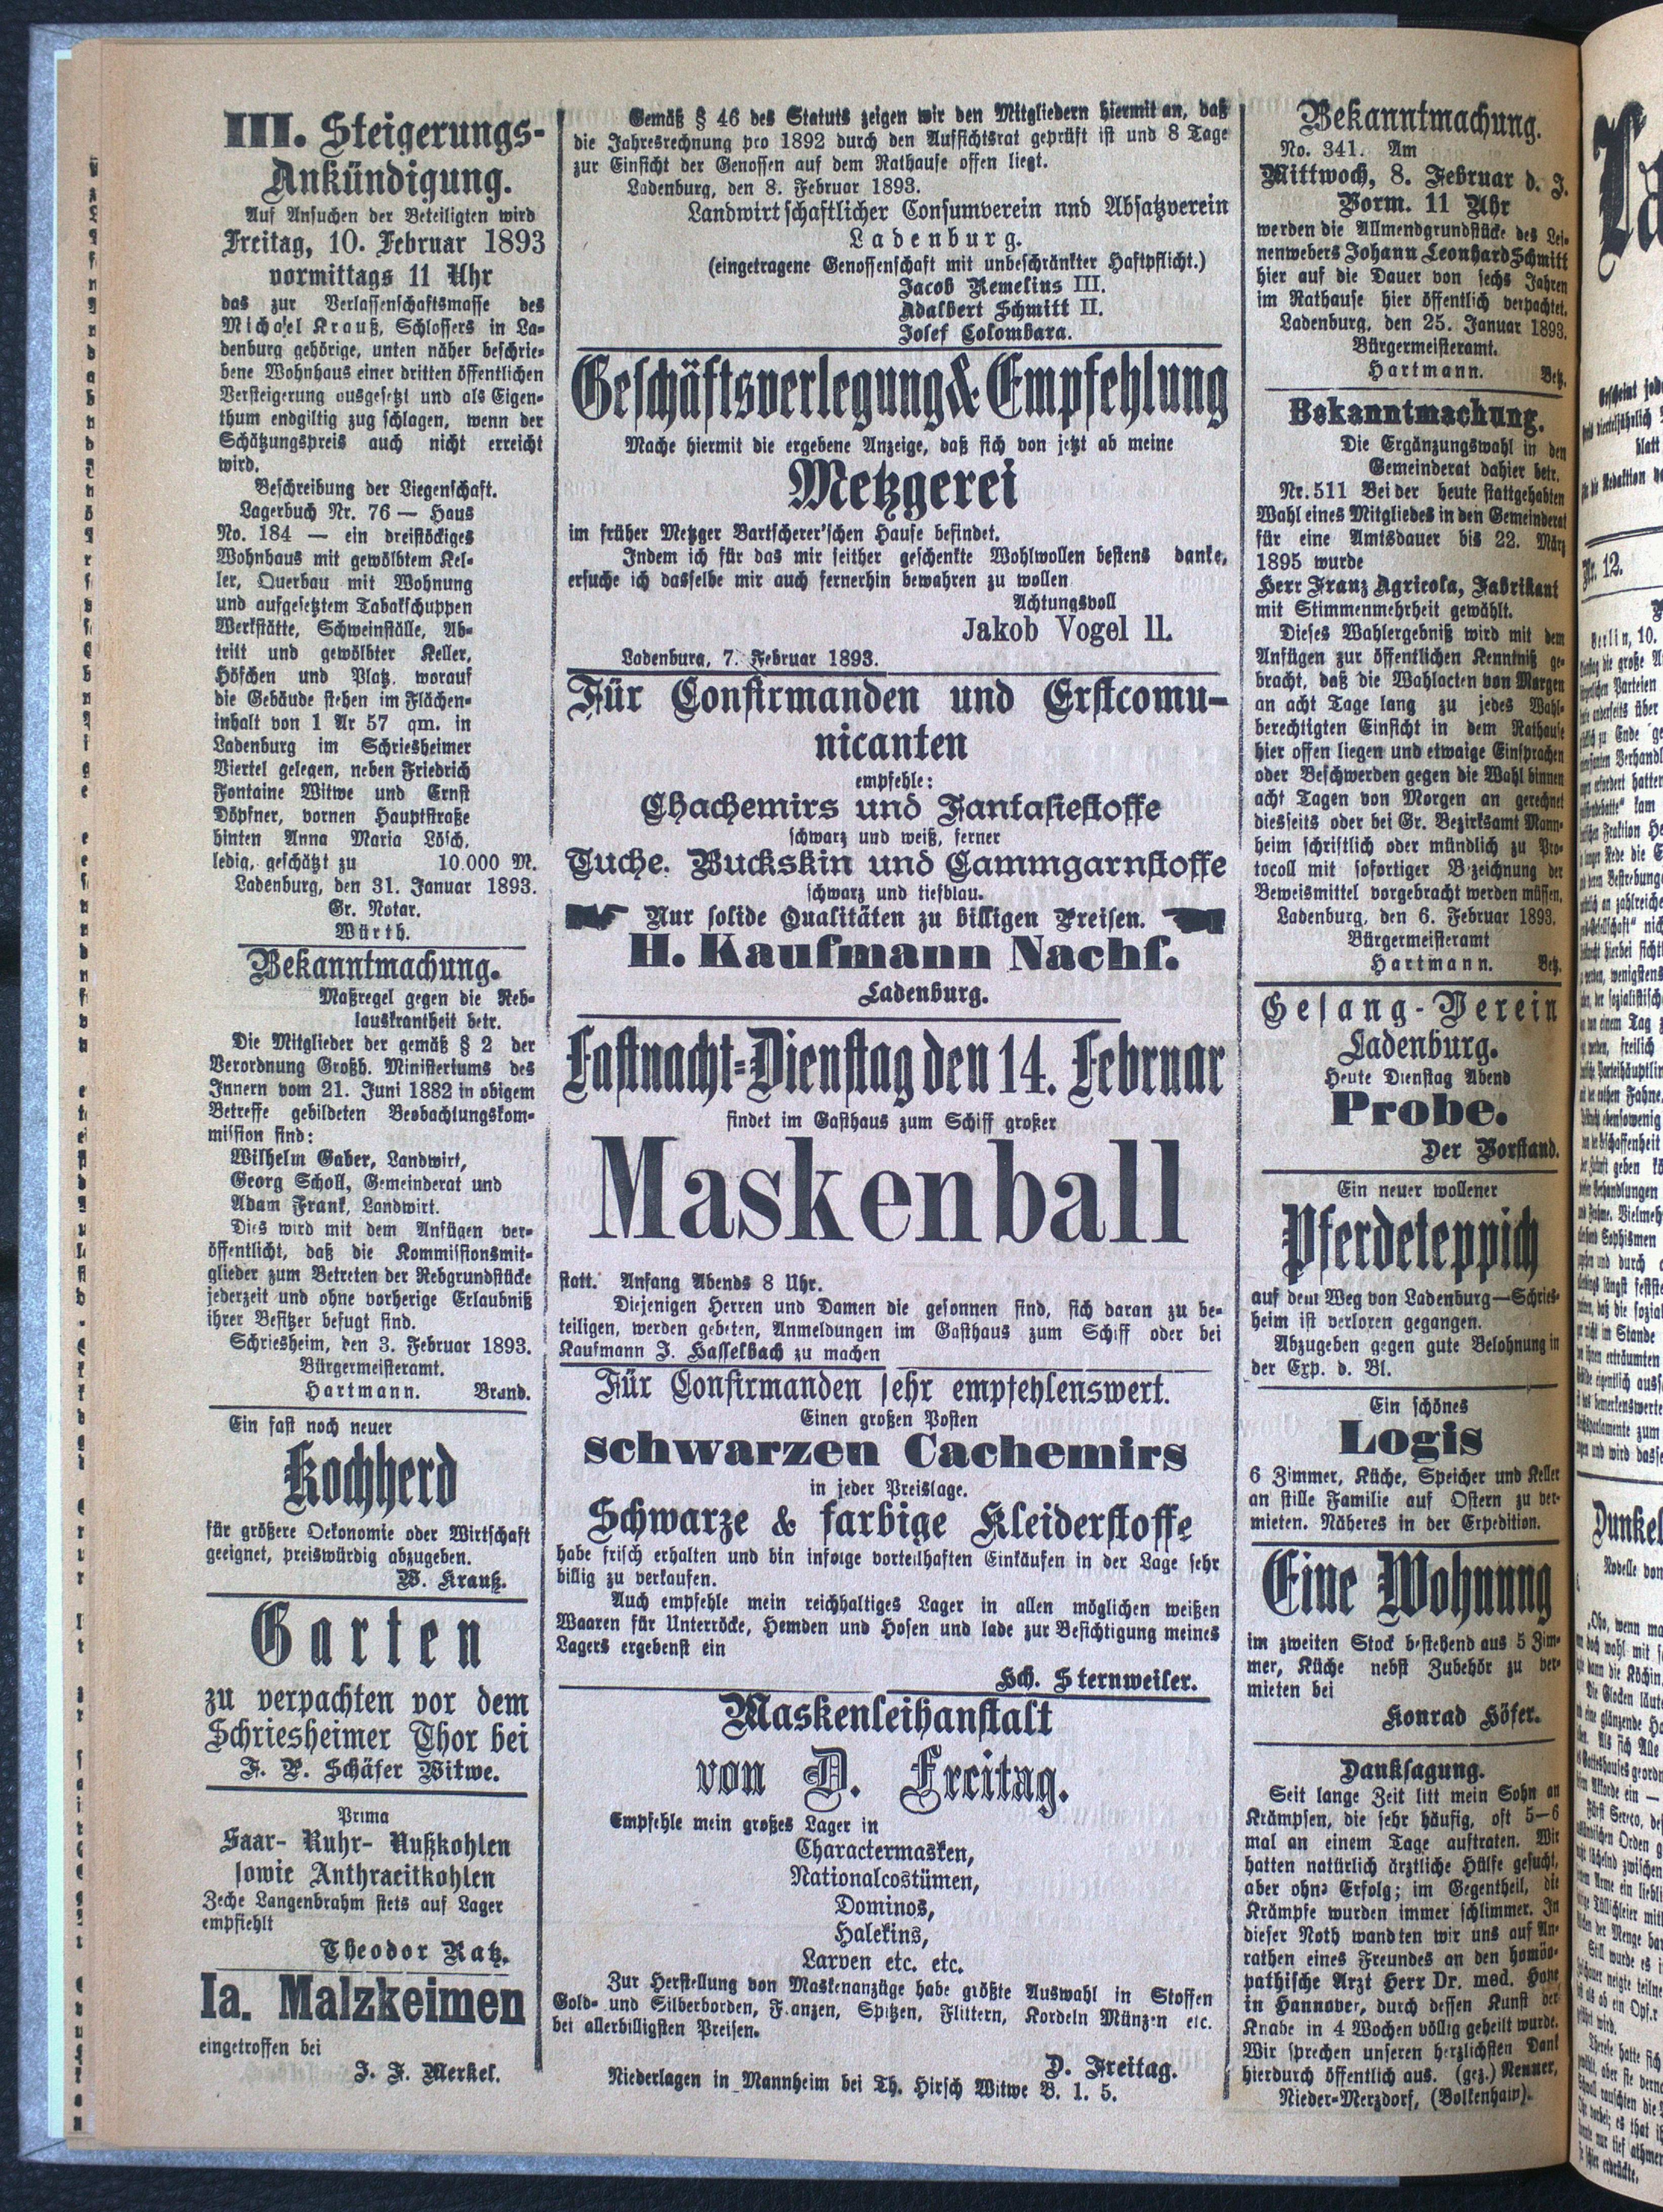 III. Steigerungs-
Ankündigung.
Auf Ansuchen der Beteiligten wird
Freitag, 10. Februar 1893
vormittags 11 Uhr
das zur Verlassenschaftsmasse des
Michael Krauß, Schlossers in La-
denburg gehörige, unten näher beschrie-
bene Wohnhaus einer dritten öffentlichen
Versteigerung ausgesetzt und als Eigen-
thum endgiltig zug schlagen, wenn der
Schätzungspreis auch nicht erreicht
wird.
Beschreibung der Liegenschaft.
Lagerbuch Nr. 76 — Haus
No. 184 — ein dreistöckiges
Wohnhaus mit gewölbtem Kel-
ler, Querbau mit Wohnung
und aufgesetztem Tabakschuppen
Werkstätte, Schweinställe, Ab-
tritt und gewölbter Keller,
Höfchen und Platz, worauf
die Gebäude stehen im Flächen-
inhalt von 1 Ar 57 qm. in
Ladenburg im Schriesheimer
Viertel gelegen, neben Friedrich
Fontaine Witwe und Ernst
Döpfner, vornen Hauptstraße
hinten Anna Maria Lösch,
ledig, geschätzt zu 10.000 M.
Ladenburg, den 31. Januar 1893.
Gr. Notar.
Würth.
Bekanntmachung.
Maßregel gegen die Reb-
lauskrantheit betr.
Die Mitglieder der gemäß § 2 der
Verordnung Großh. Ministeriums des
Innern vom 21. Juni 1882 in obigem
Betreffe gebildeten Beobachtungskom-
mission sind:
Wilhelm Gaber, Landwirt,
Georg Scholl, Gemeinderat und
Adam Frank, Landwirt.
Dies wird mit dem Anfügen ver-
öffentlicht, daß die Kommissionsmit-
glieder zum Betreten der Rebgrundstücke
jederzeit und ohne vorherige Erlaubniß
ihrer Besitzer befugt sind.
Schriesheim, den 3. Februar 1893.
Bürgermeisteramt.
Hartmann. Brand.
Ein fast noch neuer
Kochherd
für größere Oekonomie oder Wirtschaft
geeignet, preiswürdig abzugeben.
W. Krauß.
Garten
zu verpachten vor dem
Schriesheimer Thor bei
F. P. Schäfer Witwe.
Prima
Saar- Ruhr- Nußkohlen
sowie Anthracitkohlen
Zeche Langenbrahm stets auf Lager
empfiehlt
Theodor Katz.
Ia. Malzkeimen
eingetroffen bei
J. F. Merkel.
Gemäß § 46 des Statuts zeigen wir den Mitgliedern hiermit an, daß
die Jahresrechnung pro 1892 durch den Aufsichtsrat geprüft ist und 8 Tage
zur Einsicht der Genossen auf dem Rathause offen liegt.
Ladenburg, den 8. Februar 1893.
Landwirtschaftlicher Consumverein nnd Absatzverein
Ladenburg.
(eingetragene Genossenschaft mit unbeschränkter Haftpflicht.)
Jacob Remelius III.
Adalbert Schmitt II.
Josef Colombara.
Geschäftsverlegung & Empfehlung
Mache hiermit die ergebene Anzeige, daß sich von jetzt ab meine
Metzgerei
im früher Metzger Bartscherer'schen Hause befindet.
Indem ich für das mir seither geschenkte Wohlwollen bestens danke,
ersuche ich dasselbe mir auch fernerhin bewahren zu wollen
Achtungsvoll
Jakob Vogel II.
Ladenburg, 7. Februar 1893.
Für Confirmanden und Erstcomu-
nicanten
empfehle:
Chachemirs und Fantasiestoffe
schwarz und weiß, ferner
Tuche. Buckskin und Cammgarnstoffe
schwarz und tiefblau.
Nur solide Qualitäten zu billigen Preisen.
H. Kaufmann Nachf.
Ladenburg.
Fastnacht-Dienstag den 14. Februar
findet im Gasthaus zum Schiff großer
Maskenball
statt. Anfang Abends 8 Uhr.
Diejenigen Herren und Damen die gesonnen sind, sich daran zu be-
teiligen, werden gebeten, Anmeldungen im Gasthaus zum Schiff oder bei
Kaufmann J. Hasselbach zu machen
Für Confirmanden sehr empfehlenswert.
Einen großen Posten
schwarzen Cachemirs
in jeder Preislage.
Schwarze & farbige Kleiderstoffe
habe frisch erhalten und bin infolge vorteilhaften Einkäufen in der Lage sehr
billig zu verkaufen.
Auch empfehle mein reichhaltiges Lager in allen möglichen weißen
Waaren für Unterröcke, Hemden und Hosen und lade zur Besichtigung meines
Lagers ergebenst ein
Hch. Sternweiler.
Maskenleihanstalt
von D. Freitag.
Empfehle mein großes Lager in
Charactermasken,
Nationalcostümen,
Dominos,
Halekins,
Larven etc. etc.
Zur Herstellung von Maskenanzüge habe größte Auswahl in Stoffen
Gold- und Silberborden, F anzen, Spitzen, Flittern, Kordeln Münzen etc.
bei allerbilligsten Preisen.
D. Freitag.
Niederlagen in Mannheim bei Th. Hirsch Witwe B. 1. 5.
Bekanntmachung.
No. 341. Am
Mittwoch, 8. Februar d. J.
Vorm. 11 Uhr
werden die Allmendgrundstücke des Lei-
nenwebers Johann Leonhard Schmitt
hier auf die Dauer von sechs Jahren
im Rathause hier öffentlich verpachtet.
Ladenburg, den 25. Januar 1893.
Bürgermeisteramt.
Hartmann. Betz.
Bekanntmachung.
Die Ergänzungswahl in den
Gemeinderat dahier betr.
Nr. 511 Bei der heute stattgehabten
Wahl eines Mitgliedes in den Gemeinderat
für eine Amtsdauer bis 22. März
1895 wurde
Herr Franz Agricola, Fabrikant
mit Stimmenmehrheit gewählt.
Dieses Wahlergebniß wird mit dem
Anfügen zur öffentlichen Kenntniß ge-
bracht, daß die Wahlacten von Morgen
an acht Tage lang zu jedes Wahl-
berechtigten Einsicht in dem Rathause
hier offen liegen und etwaige Einsprachen
oder Beschwerden gegen die Wahl binnen
acht Tagen von Morgen an gerechnet
diesseits oder bei Gr. Bezirksamt Mann-
heim schriftlich oder mündlich zu Pro-
tocoll mit sofortiger B zeichnung der
Beweismittel vorgebracht werden müssen.
Ladenburg, den 6. Februar 1893.
Bürgermeisteramt
Hartmann. Betz.
Gesang-Verein
Ladenburg.
Heute Dienstag Abend
Probe.
Der Vorstand.
Ein neuer wollener
Pferdeteppich
auf dem Weg von Ladenburg—Schries-
heim ist verloren gegangen.
Abzugeben gegen gute Belohnung in
der Exp. d. Bl.
Ein schönes
Logis
6 Zimmer, Küche, Speicher und Keller
an stille Familie auf Ostern zu ver-
mieten. Näheres in der Expedition.
Eine Wohnung
im zweiten Stock bestehend aus 5 Zim-
mer, Küche nebst Zubehör zu ver-
mieten bei
Konrad Höfer.
Danksagung.
Seit lange Zeit litt mein Sohn an
Krämpfen, die sehr häufig, oft 5—6
mal an einem Tage auftraten. Wir
hatten natürlich ärztliche Hülfe gesucht,
aber ohne Erfolg; im Gegentheil, die
Krämpfe wurden immer schlimmer. In
dieser Noth wandten wir uns auf An-
rathen eines Freundes an den homöo-
pathische Arzt Herr Dr. med. Hope
in Hannover, durch dessen Kunst der
Knabe in 4 Wochen völlig geheilt wurde.
Wir sprechen unseren herzlichsten Dank
hierdurch öffentlich aus. (gez.) Renner,
Nieder-Merzdorf, (Bolkenhain).
Nr. 12.
Berlin, 10.